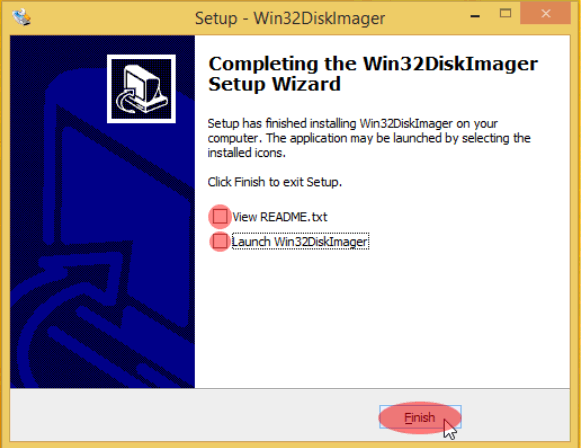 Setup - Win32DiskImager
Completing the Win32DiskImager
Setup Wizard
Setup has finished installing Win32DiskImager on your
computer. The application may be launched by selecting the
installed icons.
Click Finish to exit Setup.
View README.txt
Launch Win32DiskImager
Finish